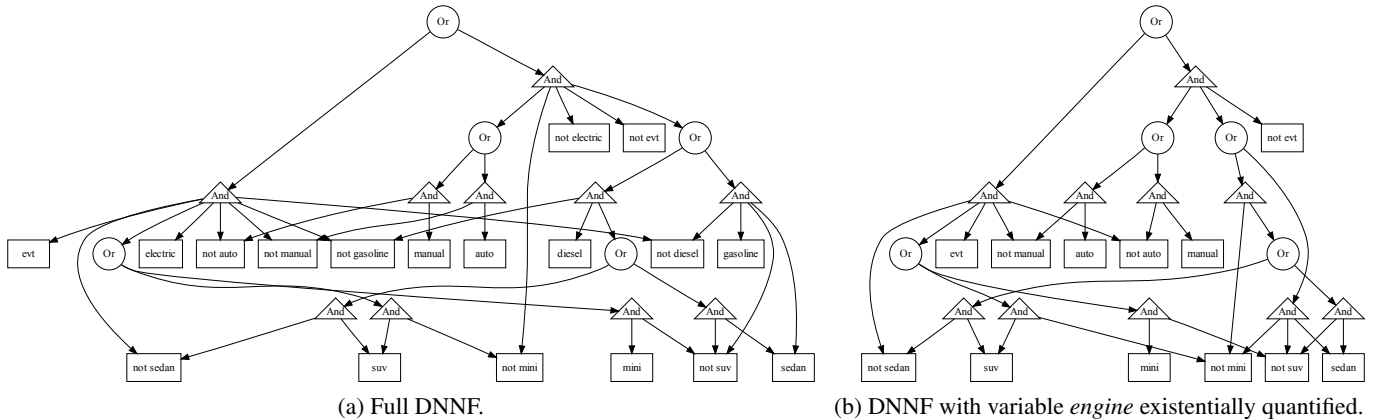 Or Or
And And
Or not electric not evt Or Or Or not evt
And And And And And And And And And
evt Or electric not auto not manual not gasoline manual auto diesel Or not diesel gasoline Or evt not manual auto not auto manual Or
And And And And And And And And And
not sedan suv not mini mini not suv sedan not sedan suv mini not mini not suv sedan
(a) Full DNNF. (b) DNNF with variable engine existentially quantified.